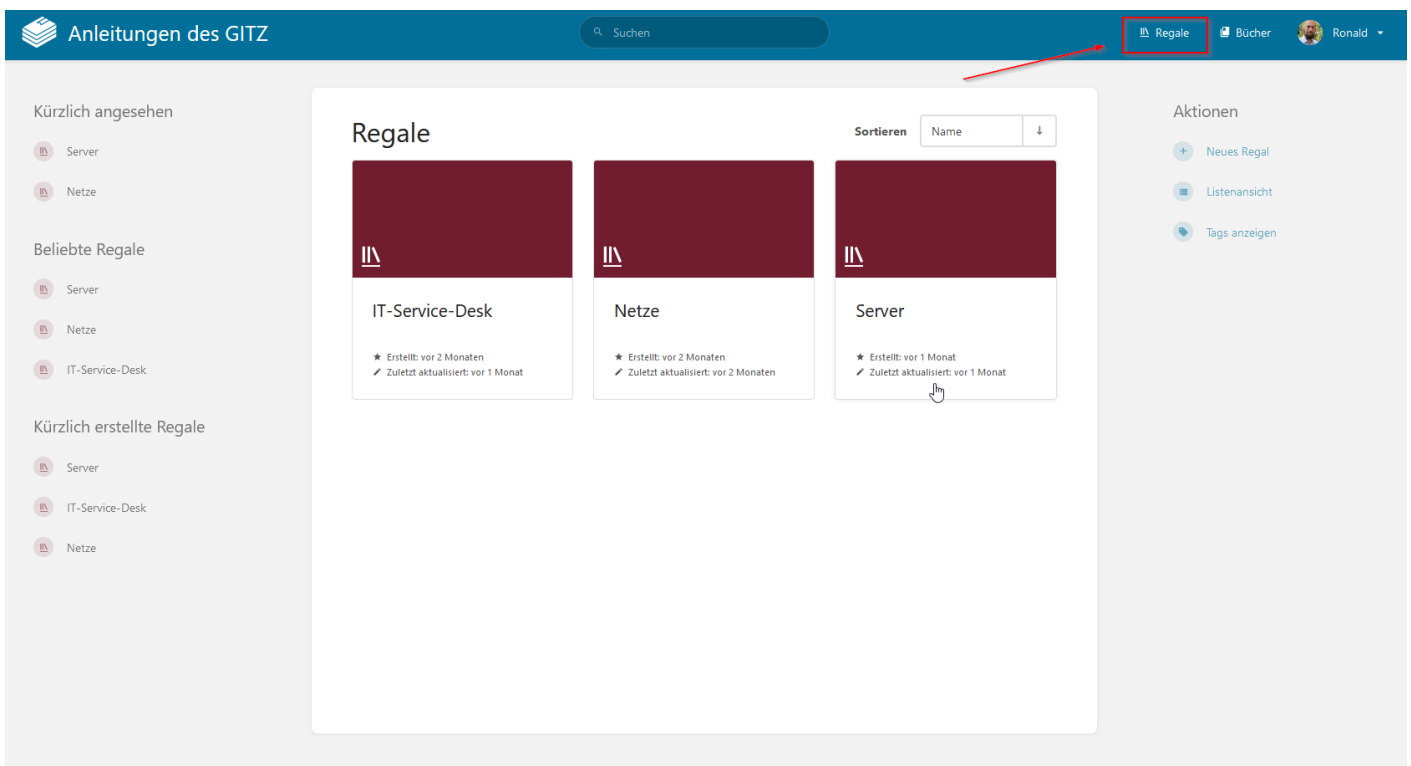 Anleitungen des GITZ
Suchen
Regale
Bücher
Ronald
Kürzlich angesehen
Server
Netze
Beliebte Regale
Server
Netze
IT-Service-Desk
Kürzlich erstellte Regale
Server
IT-Service-Desk
Netze
Regale
Sortieren Name
IT-Service-Desk
Erstellt: vor 2 Monaten
Zuletzt aktualisiert: vor 1 Monat
Netze
Erstellt: vor 2 Monaten
Zuletzt aktualisiert: vor 2 Monaten
Server
Erstellt: vor 1 Monat
Zuletzt aktualisiert: vor 1 Monat
Aktionen
Neues Regal
Listenansicht
Tags anzeigen